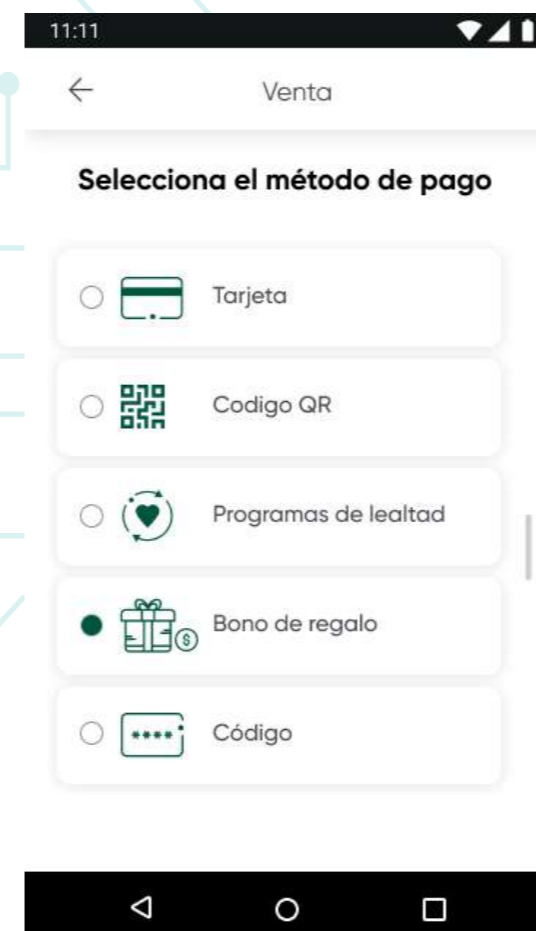 11:11
Venta
Selecciona el método de pago
Tarjeta
Codigo QR
Programas de lealtad
$
Bono de regalo
****
Código